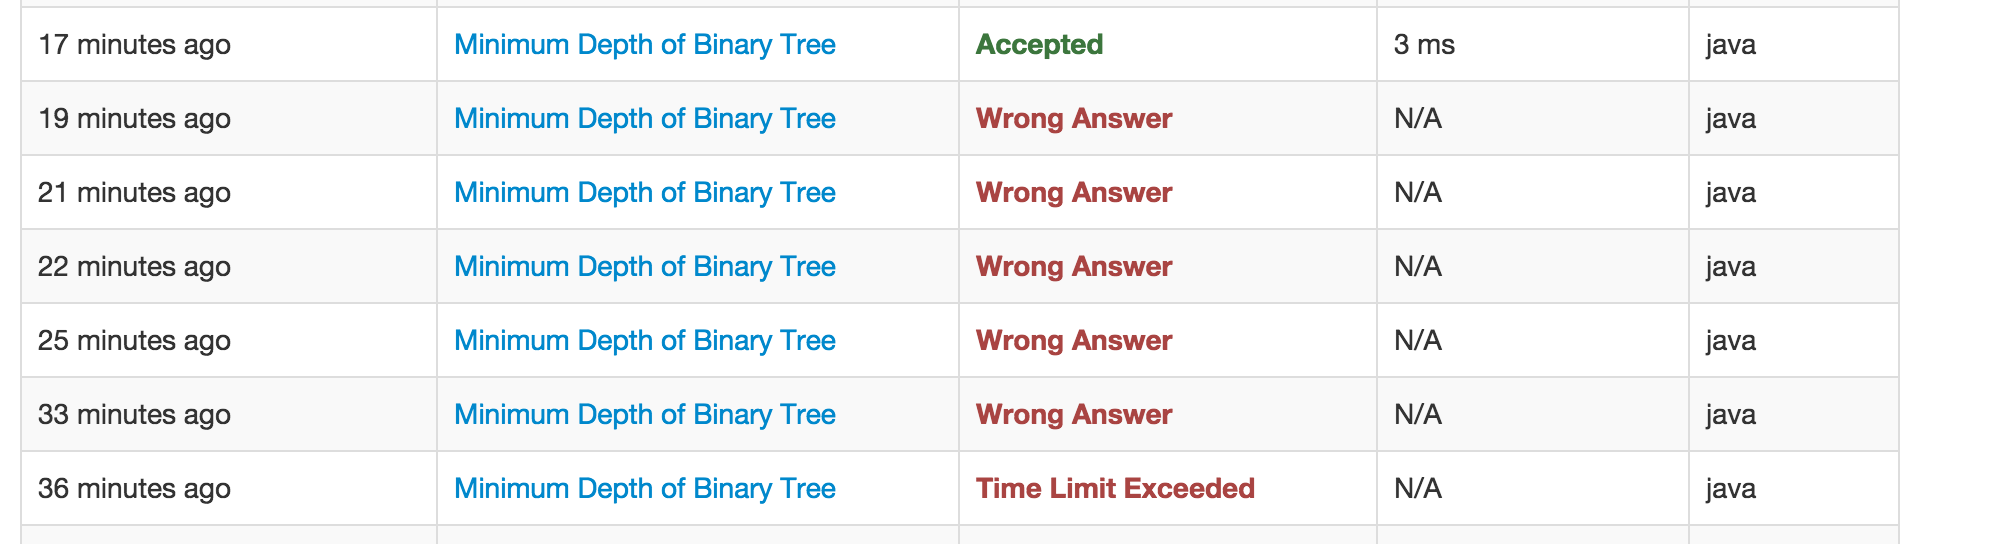 17 minutes ago Minimum Depth of Binary Tree Accepted 3 ms java
19 minutes ago Minimum Depth of Binary Tree Wrong Answer N/A java
21 minutes ago Minimum Depth of Binary Tree Wrong Answer N/A java
22 minutes ago Minimum Depth of Binary Tree Wrong Answer N/A java
25 minutes ago Minimum Depth of Binary Tree Wrong Answer N/A java
33 minutes ago Minimum Depth of Binary Tree Wrong Answer N/A java
36 minutes ago Minimum Depth of Binary Tree Time Limit Exceeded N/A java